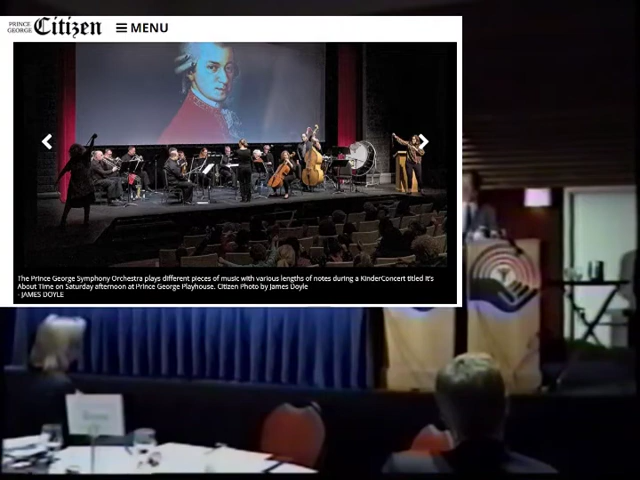 PRINCE
GEORGE Citizen MENU
The Prince George Symphony Orchestra plays different pieces of music with various lengths of notes during a KinderConcert titled It's
About Time on Saturday afternoon at Prince George Playhouse. Citizen Photo by James Doyle
- JAMES DOYLE